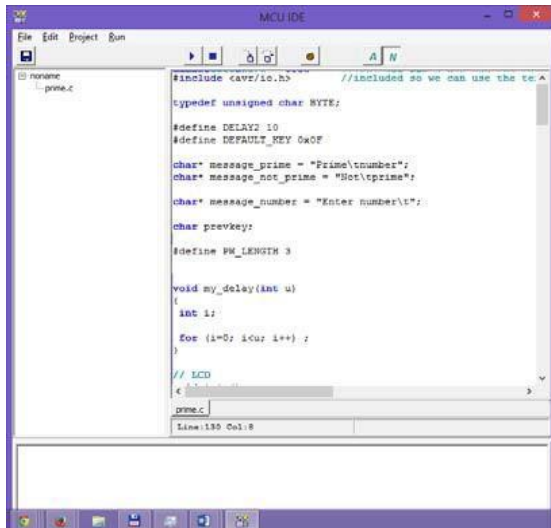 MCU IDE
File Edit Project Run
A N
noname
prime.c
#include <avr/io.h> //included so we can use the te
typedef unsigned char BYTE;
#define DELAY2 10
#define DEFAULT_KEY 0x0F
char* message_prime = "Prime\tnumber";
char* message_not_prime = "Not\tprime";
char* message_number = "Enter number\t";
char prevkey;
#define PW_LENGTH 3
void my_delay(int u)
{
int i;
for (i=0; i<u; i++) ;
}
// LCD
prime.c
Line:130 Col:8